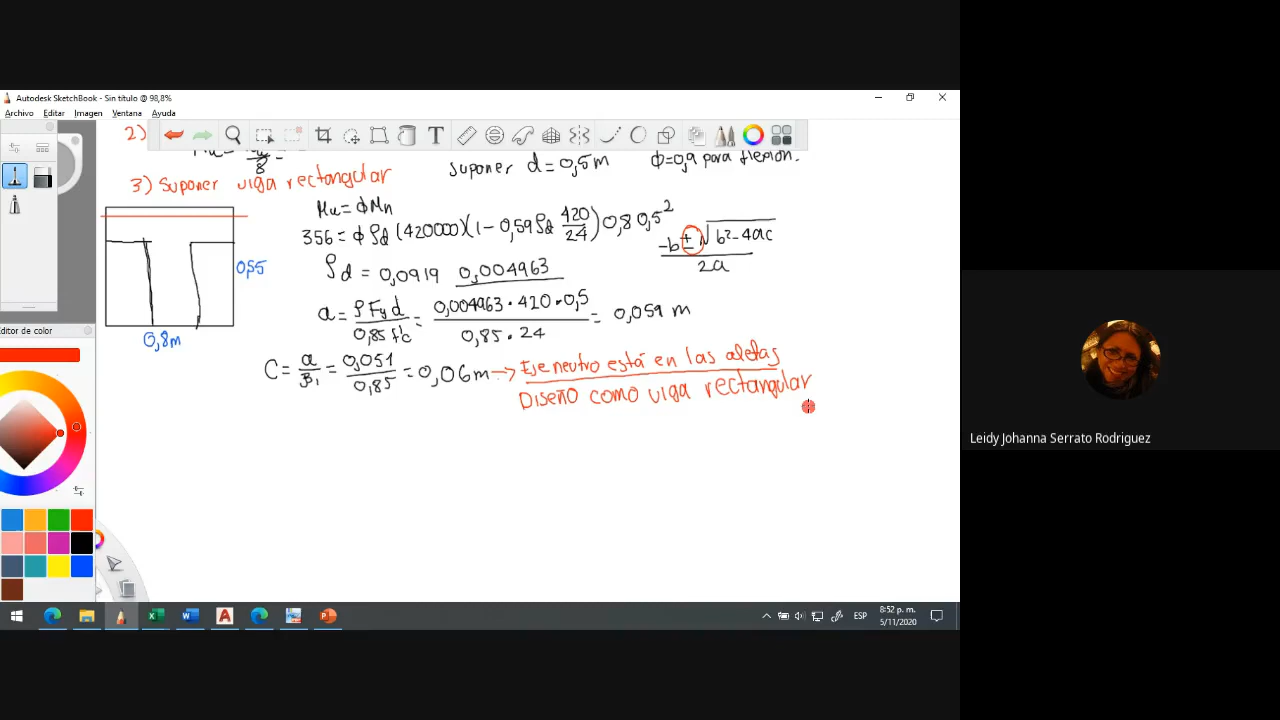 Autodesk SketchBook - Sin título @ 98,8%
Archivo Editar Imagen Ventana Ayuda
2)
8
suponer d = 0,5 m
φ=0,9 para flexión.
3) Suponer viga rectangular
Mu = φ Mn
356 = φ ρd (420000)(1 - 0,59 ρd 420/24) 0,8 0,5²
-b ± √b²-4ac / 2a
0,55
0,8m
ρd = 0,0919 0,004963
a = ρ Fy d / 0,85 f'c = 0,004963 · 420 · 0,5 / 0,85 · 24 = 0,059 m
C = a/β1 = 0,051/0,85 = 0,06 m → Eje neutro está en las aletas
Diseño como viga rectangular
Editor de color
Leidy Johanna Serrato Rodriguez
ESP
8:52 p. m.
5/11/2020